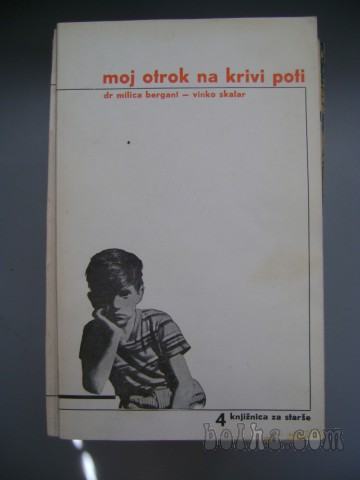 moj otrok na krivi poti
dr milica bergant – vinko skalar
4 knjižnica za starše
bolha.com